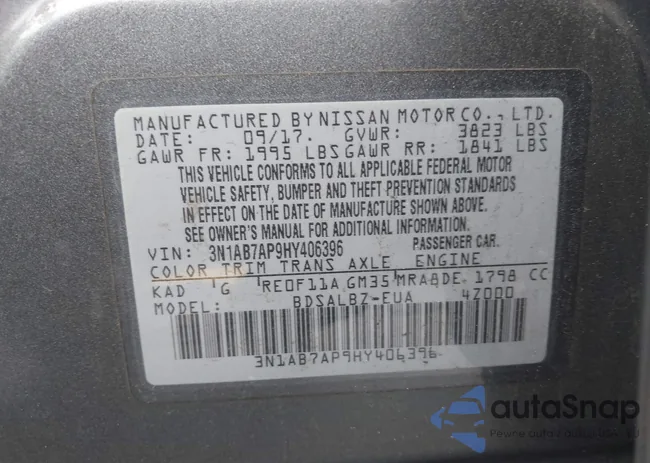 MANUFACTURED BY NISSAN MOTOR CO., LTD.
DATE: 09/17. GVWR: 3823 LBS
GAWR FR: 1995 LBS GAWR RR: 1841 LBS
THIS VEHICLE CONFORMS TO ALL APPLICABLE FEDERAL MOTOR
VEHICLE SAFETY, BUMPER AND THEFT PREVENTION STANDARDS
IN EFFECT ON THE DATE OF MANUFACTURE SHOWN ABOVE.
SEE OWNER'S MANUAL FOR ADDITIONAL INFORMATION.
VIN: 3N1AB7AP9HY406396 PASSENGER CAR.
COLOR TRIM TRANS AXLE ENGINE
KAD G RE0F11A GM35 MRA8DE 1798 CC
MODEL: BDSALBZ-EUA 4Z000
3N1AB7AP9HY406396
autoSnap